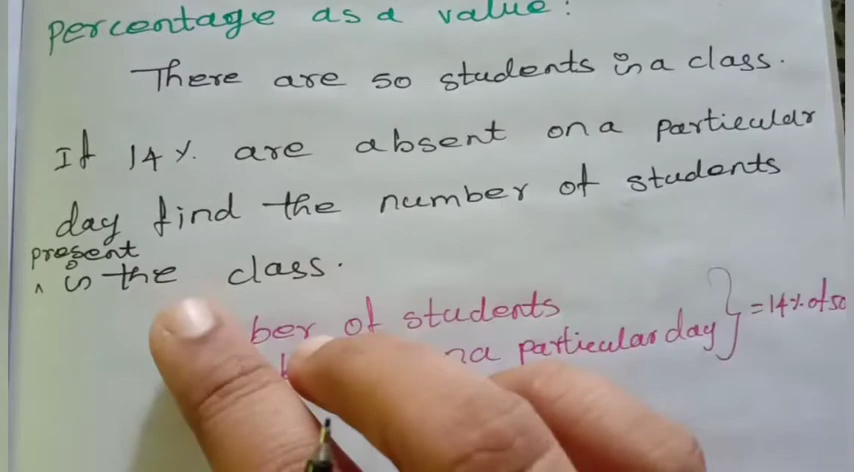 percentage as a value:
There are 50 students in a class.
If 14%. are absent on a particular
day find the number of students
present
^ in the class.
ber of students
na particular day } = 14% of 50